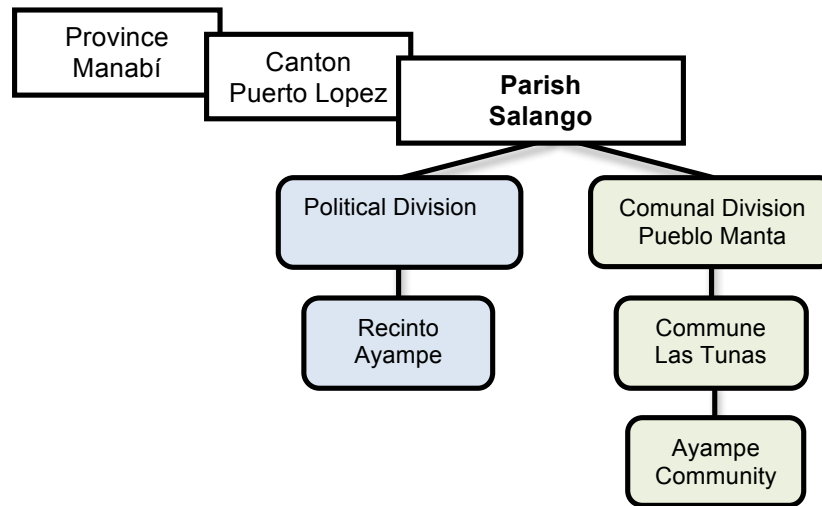 Province
Manabí
Canton
Puerto Lopez
Parish
Salango
Political Division
Comunal Division
Pueblo Manta
Recinto
Ayampe
Commune
Las Tunas
Ayampe
Community